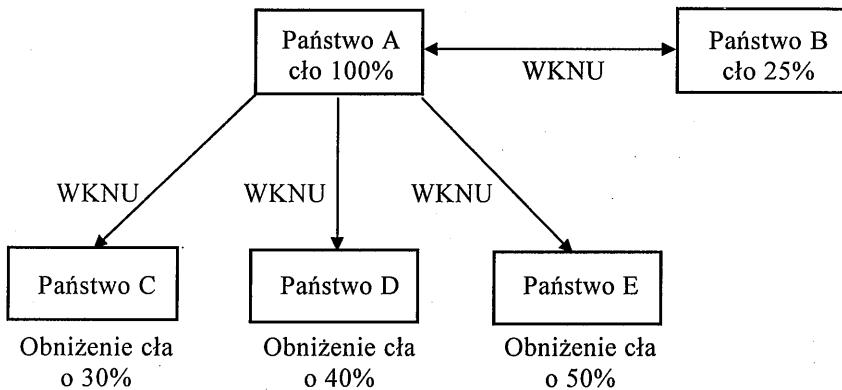 Państwo A
cło 100%
WKNU
Państwo B
cło 25%
WKNU
WKNU
WKNU
Państwo C
Państwo D
Państwo E
Obniżenie cła
o 30%
Obniżenie cła
o 40%
Obniżenie cła
o 50%